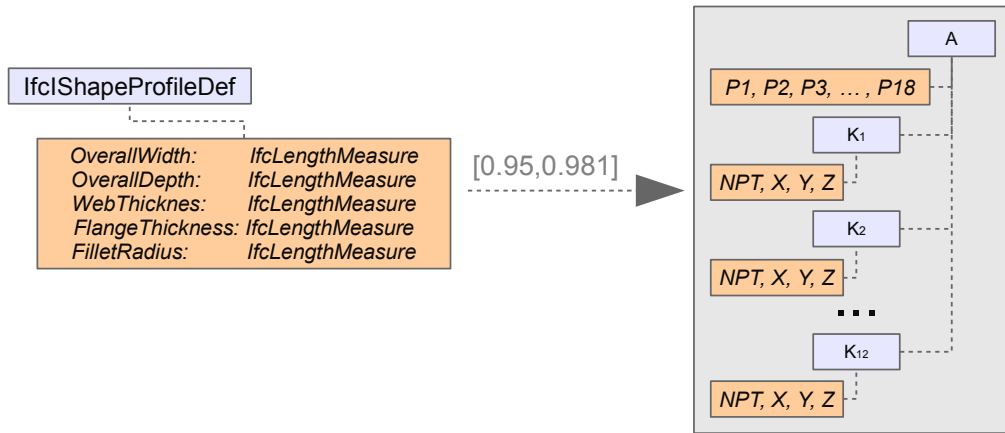 A
IfcIShapeProfileDef
P1, P2, P3, … , P18
OverallWidth: IfcLengthMeasure
OverallDepth: IfcLengthMeasure
WebThicknes: IfcLengthMeasure
FlangeThickness: IfcLengthMeasure
FilletRadius: IfcLengthMeasure
[0.95,0.981]
K1
NPT, X, Y, Z
K2
NPT, X, Y, Z
...
K12
NPT, X, Y, Z